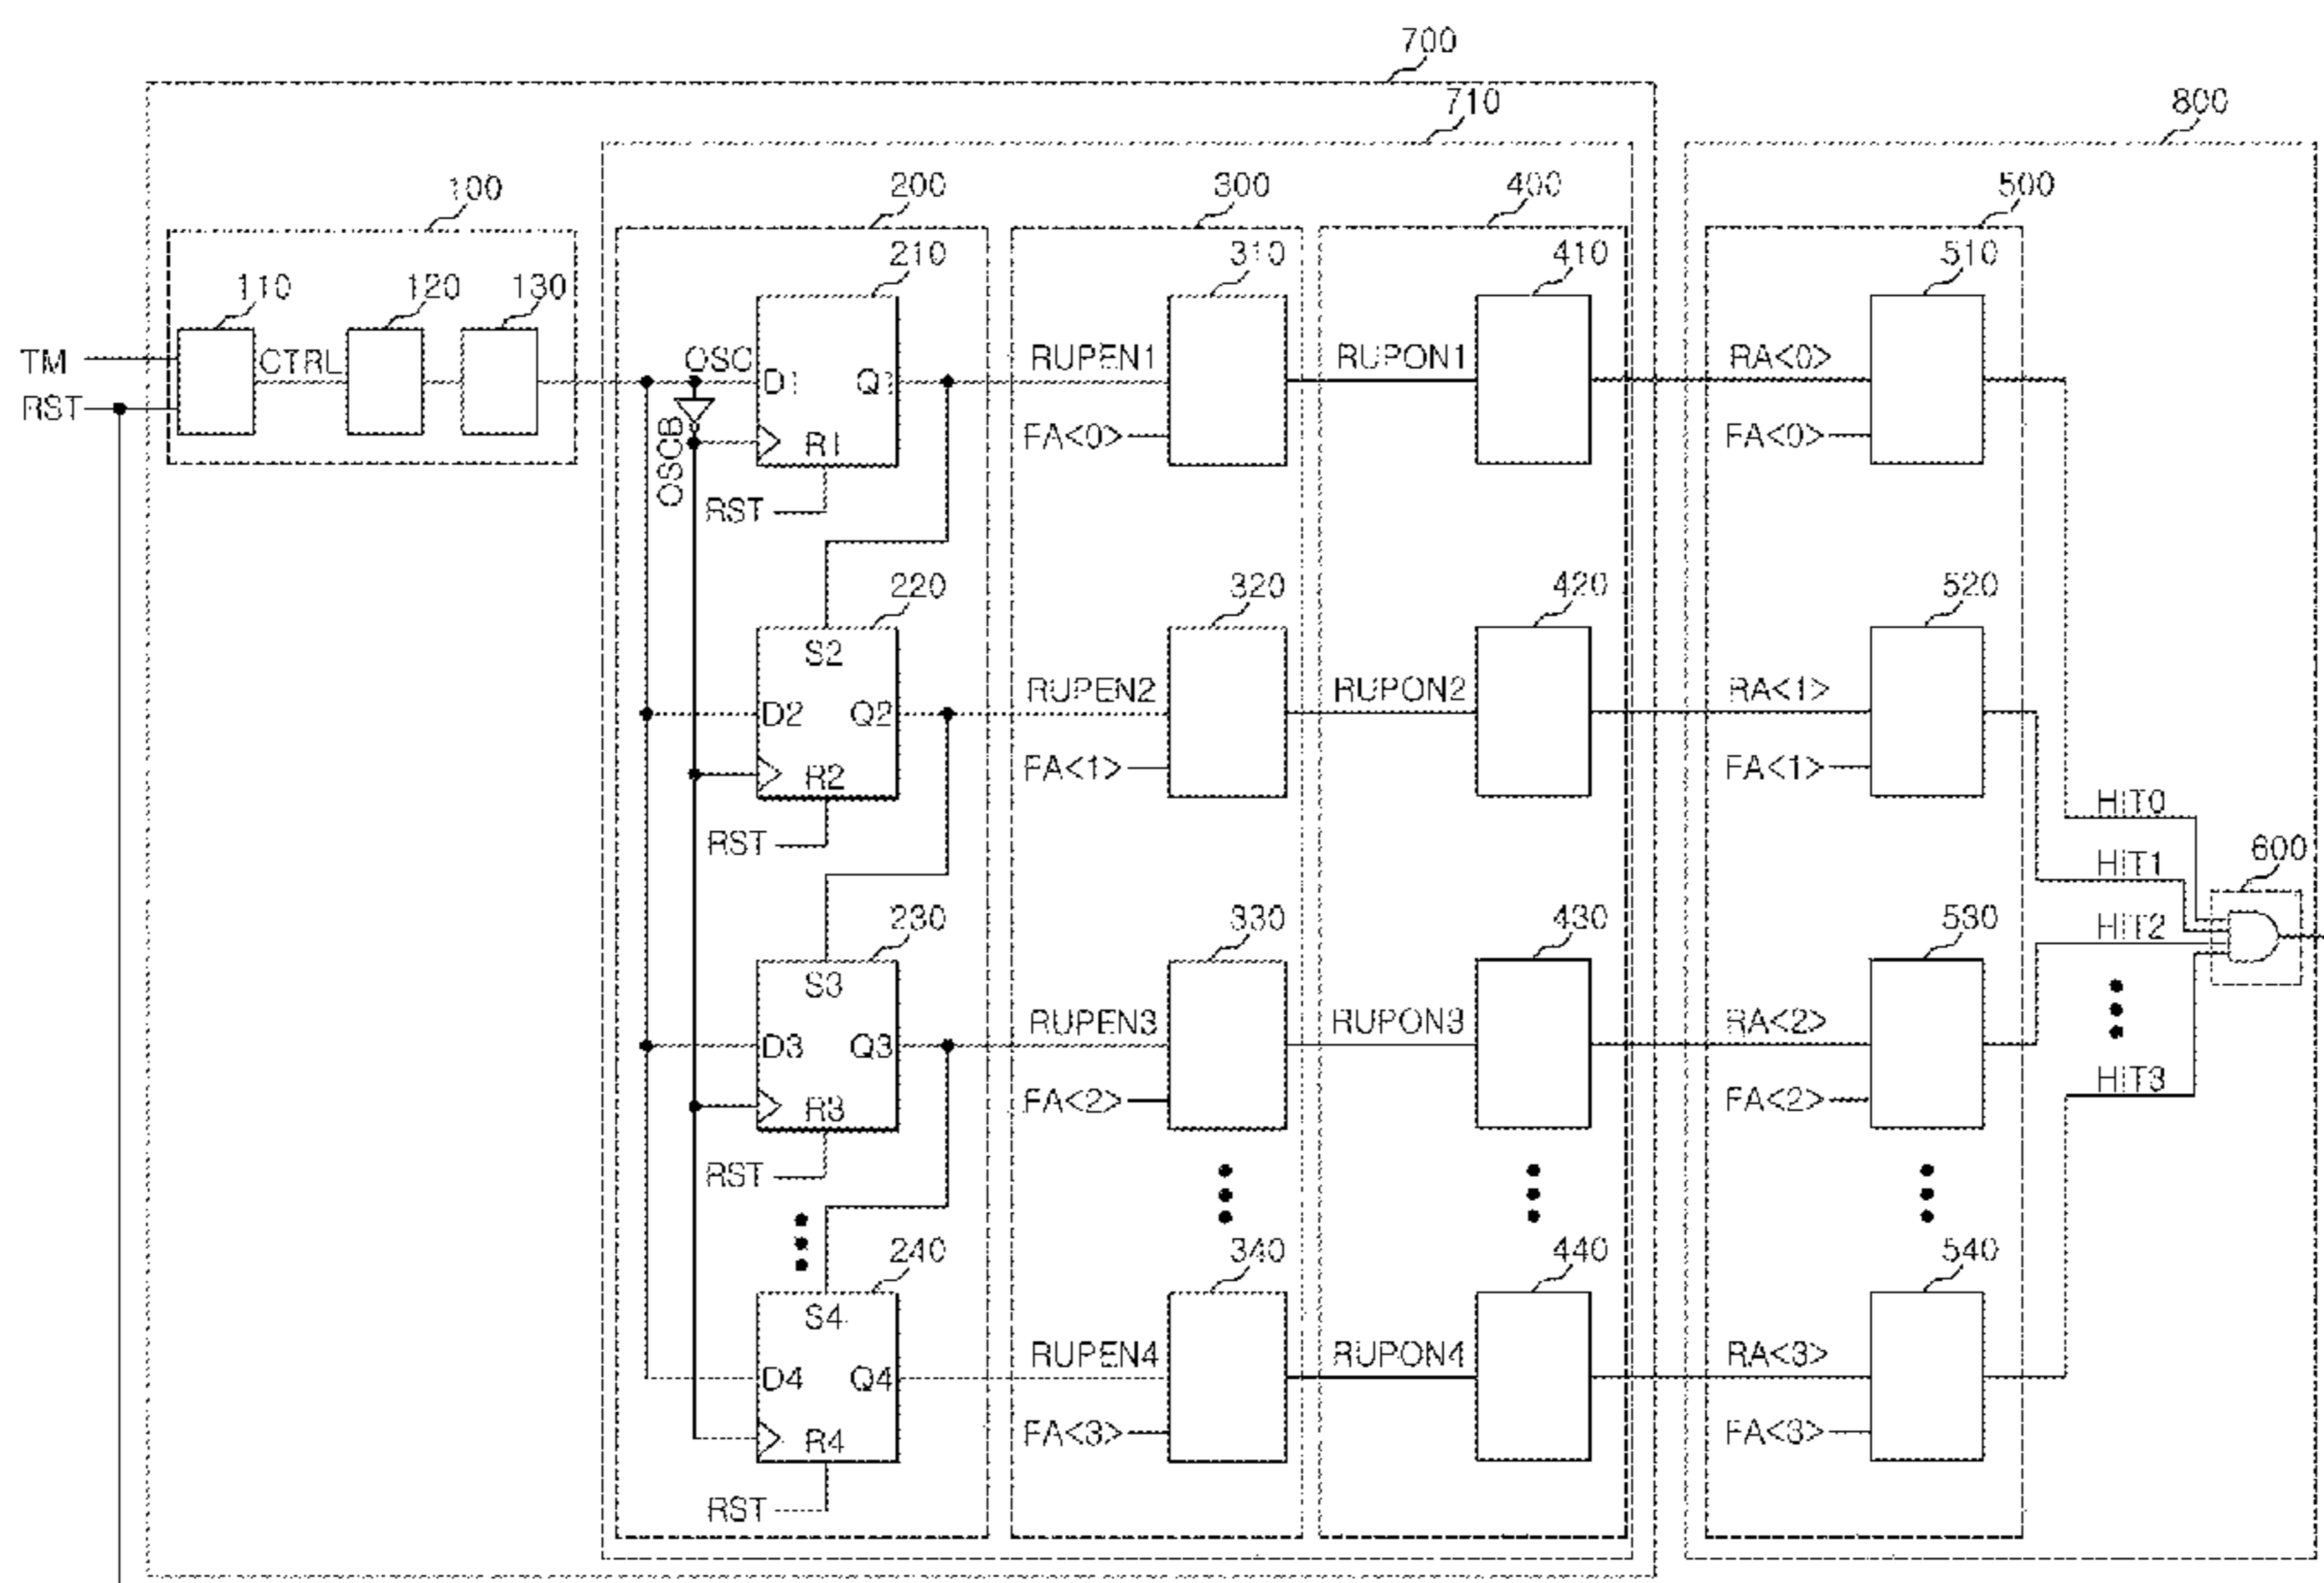 700
710
800
100
200
300
400
500
110
120
130
210
310
410
510
TM
CTRL
OSC
D1
Q1
RUPEN1
RUPON1
RA<0>
RST
OSCB
R1
FA<0>
FA<0>
RST
220
320
420
520
S2
RUPEN2
RUPON2
RA<1>
D2
Q2
FA<1>
FA<1>
R2
HIT0
RST
600
HIT1
230
330
430
530
HIT2
S3
RUPEN3
RUPON3
RA<2>
D3
Q3
HIT3
FA<2>
FA<2>
R3
RST
240
340
440
540
S4
RUPEN4
RUPON4
RA<3>
D4
Q4
FA<3>
FA<3>
R4
RST